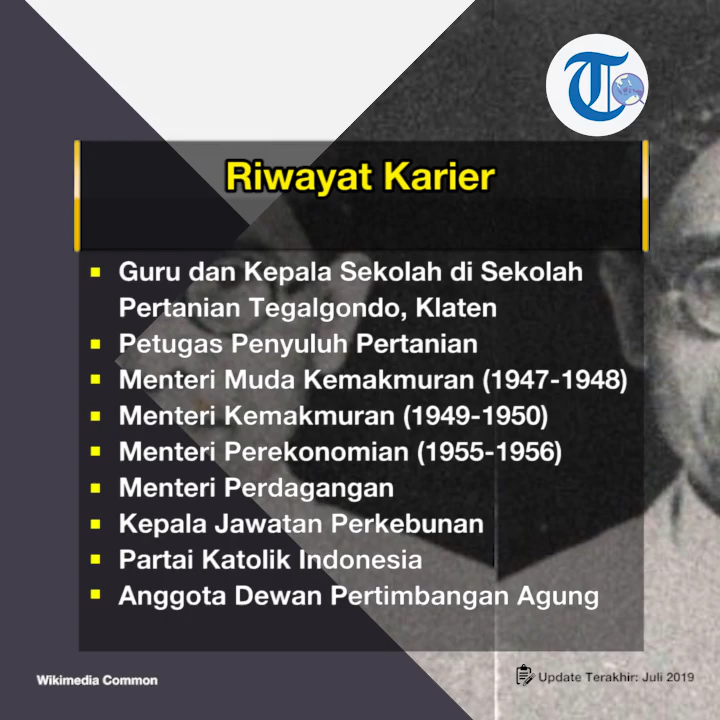 T
Riwayat Karier
Guru dan Kepala Sekolah di Sekolah
Pertanian Tegalgondo, Klaten
Petugas Penyuluh Pertanian
Menteri Muda Kemakmuran (1947-1948)
Menteri Kemakmuran (1949-1950)
Menteri Perekonomian (1955-1956)
Menteri Perdagangan
Kepala Jawatan Perkebunan
Partai Katolik Indonesia
Anggota Dewan Pertimbangan Agung
Wikimedia Common
Update Terakhir: Juli 2019